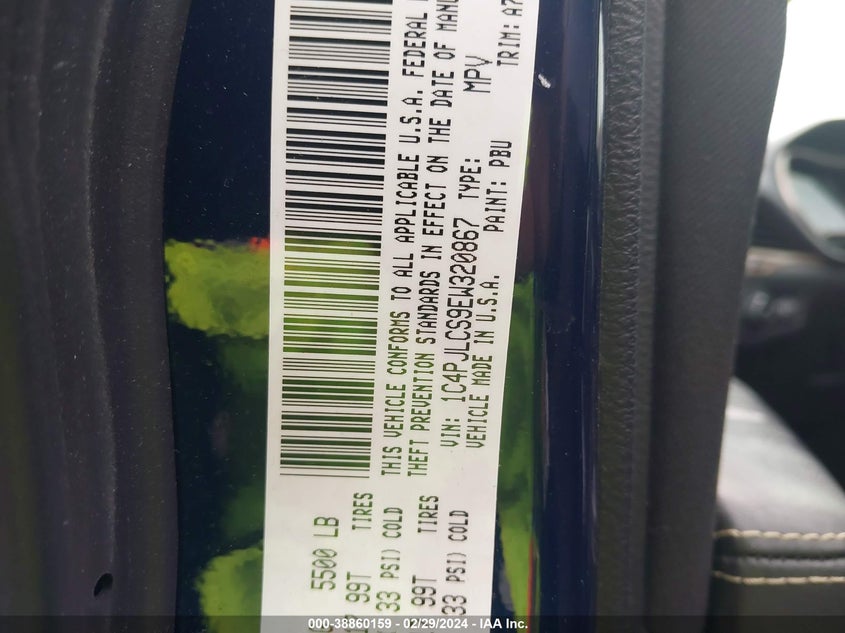 5500 LB
99T TIRES
33 PSI) COLD
99T TIRES
33 PSI) COLD
THIS VEHICLE CONFORMS TO ALL APPLICABLE U.S.A. FEDERAL
THEFT PREVENTION STANDARDS IN EFFECT ON THE DATE OF MANU
VIN: 1C4PJLCS9EW320867 TYPE: MPV
VEHICLE MADE IN U.S.A. PAINT: PBU TRIM: A7
000-38860159 - 02/29/2024 - IAA Inc.